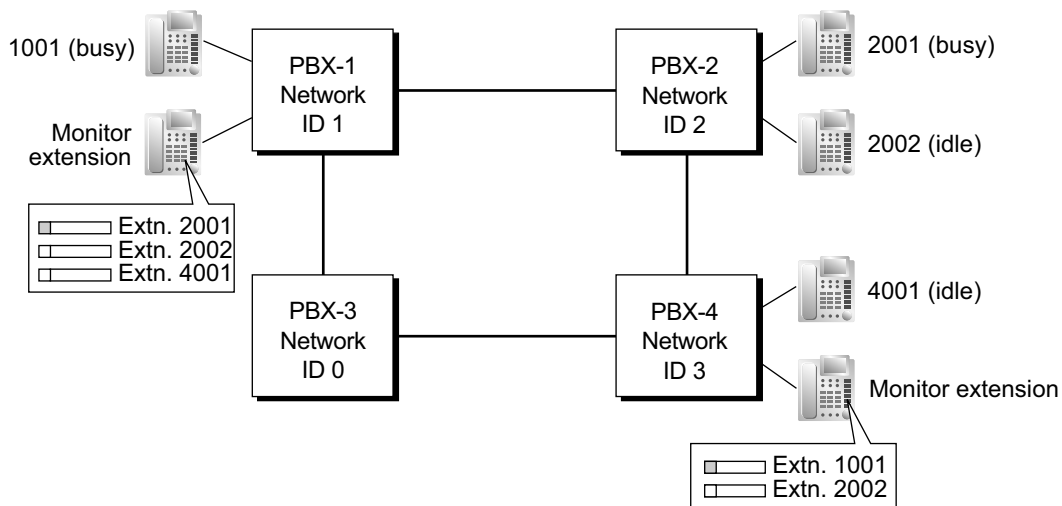 1001 (busy)
PBX-1
Network
ID 1
Monitor
extension
Extn. 2001
Extn. 2002
Extn. 4001
PBX-2
Network
ID 2
2001 (busy)
2002 (idle)
PBX-3
Network
ID 0
PBX-4
Network
ID 3
4001 (idle)
Monitor extension
Extn. 1001
Extn. 2002